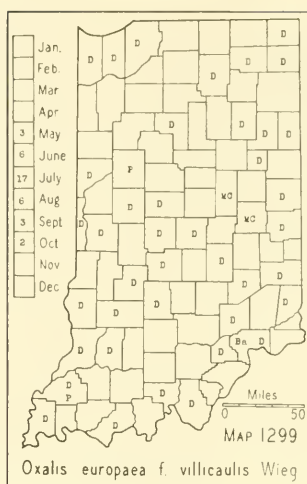 Jan.
Feb.
Mar
Apr
3 May
6 June
17 July
6 Aug
3 Sept
2 Oct
Nov
Dec
D D D D D
D D
D
D D D D
D
P D
D MC
D D MC
D D D D D D
D
D
D D D D
D D D Bn D
D D D
P
D D
Miles
0 50
MAP 1299
Oxalis europaea f. villicaulis Wieg